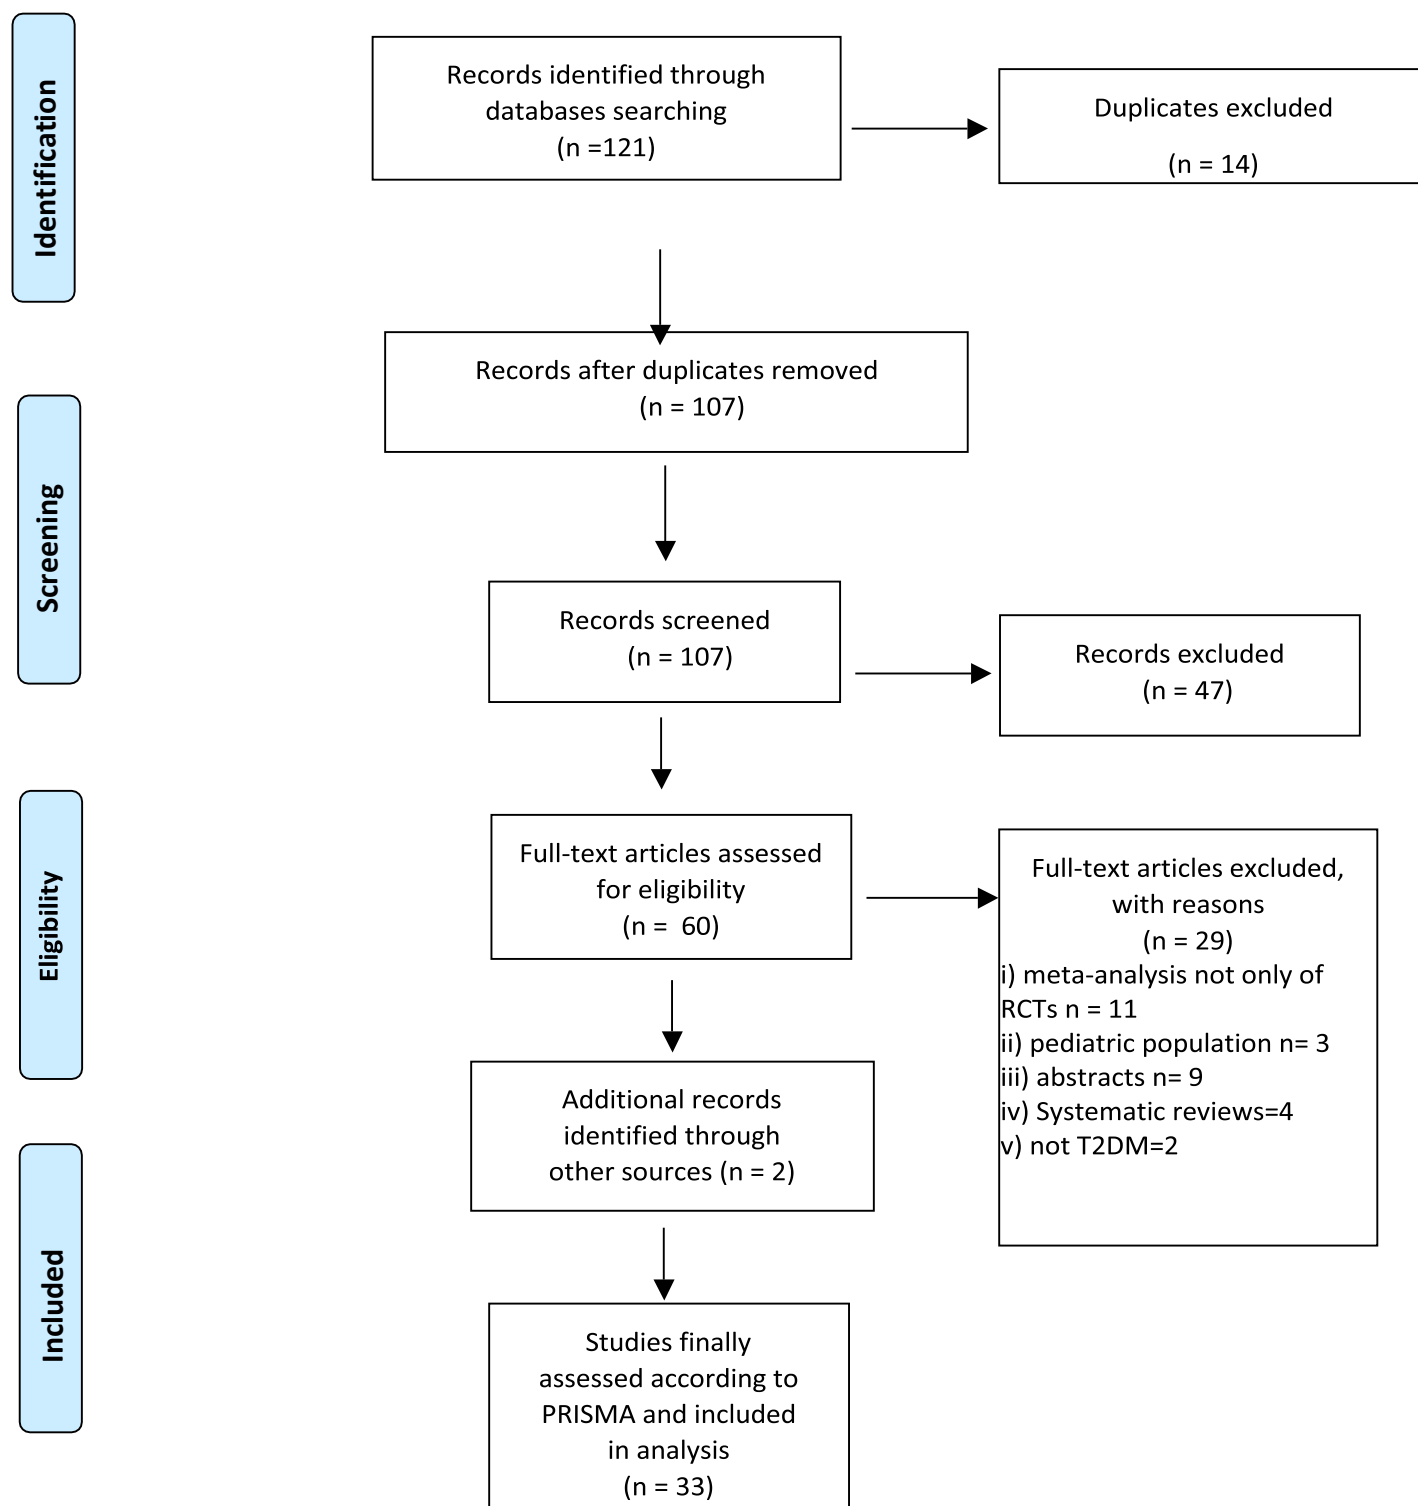 Identification
Records identified through
databases searching
(n =121)
Duplicates excluded
(n = 14)
Records after duplicates removed
(n = 107)
Screening
Records screened
(n = 107)
Records excluded
(n = 47)
Eligibility
Full-text articles assessed
for eligibility
(n =  60)
Full-text articles excluded,
with reasons
(n = 29)
i) meta-analysis not only of
RCTs n = 11
ii) pediatric population n= 3
iii) abstracts n= 9
iv) Systematic reviews=4
v) not T2DM=2
Additional records
identified through
other sources (n = 2)
Included
Studies finally
assessed according to
PRISMA and included
in analysis
(n = 33)